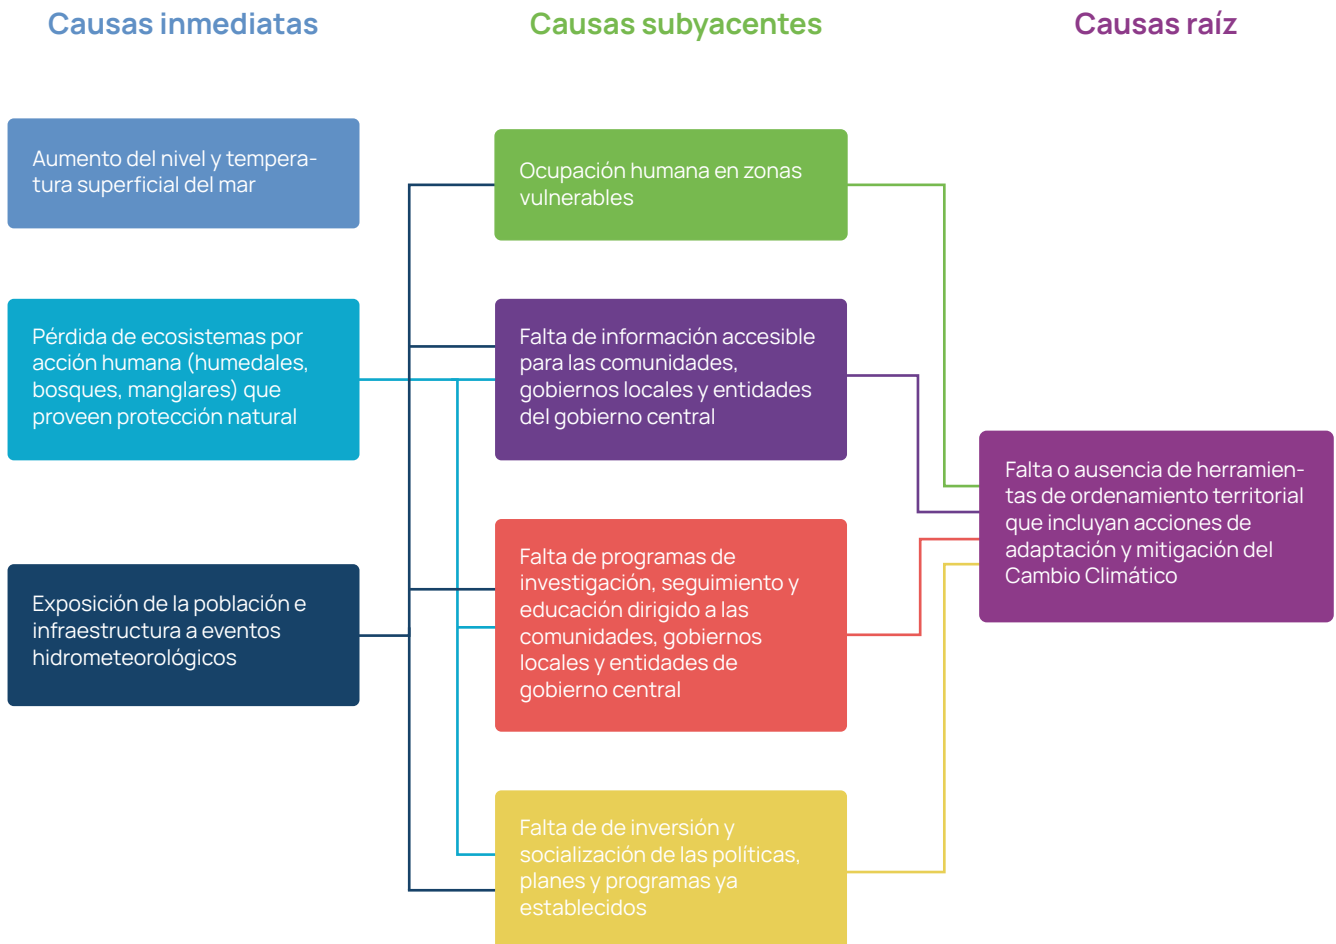 Causas inmediatas
Causas subyacentes
Causas raíz
Aumento del nivel y tempera-
tura superficial del mar
Pérdida de ecosistemas por
acción humana (humedales,
bosques, manglares) que
proveen protección natural
Exposición de la población e
infraestructura a eventos
hidrometeorológicos
Ocupación humana en zonas
vulnerables
Falta de información accesible
para las comunidades,
gobiernos locales y entidades
del gobierno central
Falta de programas de
investigación, seguimiento y
educación dirigido a las
comunidades, gobiernos
locales y entidades de
gobierno central
Falta de de inversión y
socialización de las políticas,
planes y programas ya
establecidos
Falta o ausencia de herramien-
tas de ordenamiento territorial
que incluyan acciones de
adaptación y mitigación del
Cambio Climático